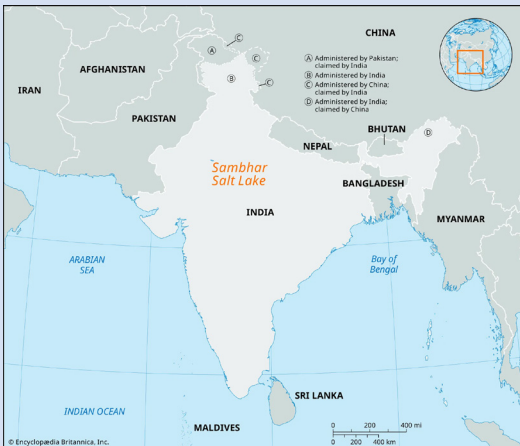 CHINA
Ⓒ
Ⓐ
Ⓒ
Ⓐ Administered by Pakistan;
claimed by India
AFGHANISTAN
Ⓑ
Ⓒ
Ⓑ Administered by India
IRAN
Ⓒ Administered by China;
claimed by India
Ⓓ Administered by India;
claimed by China
PAKISTAN
BHUTAN
Ⓓ
NEPAL
Sambhar
Salt Lake
BANGLADESH
INDIA
MYANMAR
ARABIAN
SEA
Bay of
Bengal
SRI LANKA
INDIAN OCEAN
MALDIVES
0 200 400 mi
0 200 400 km
© Encyclopædia Britannica, Inc.